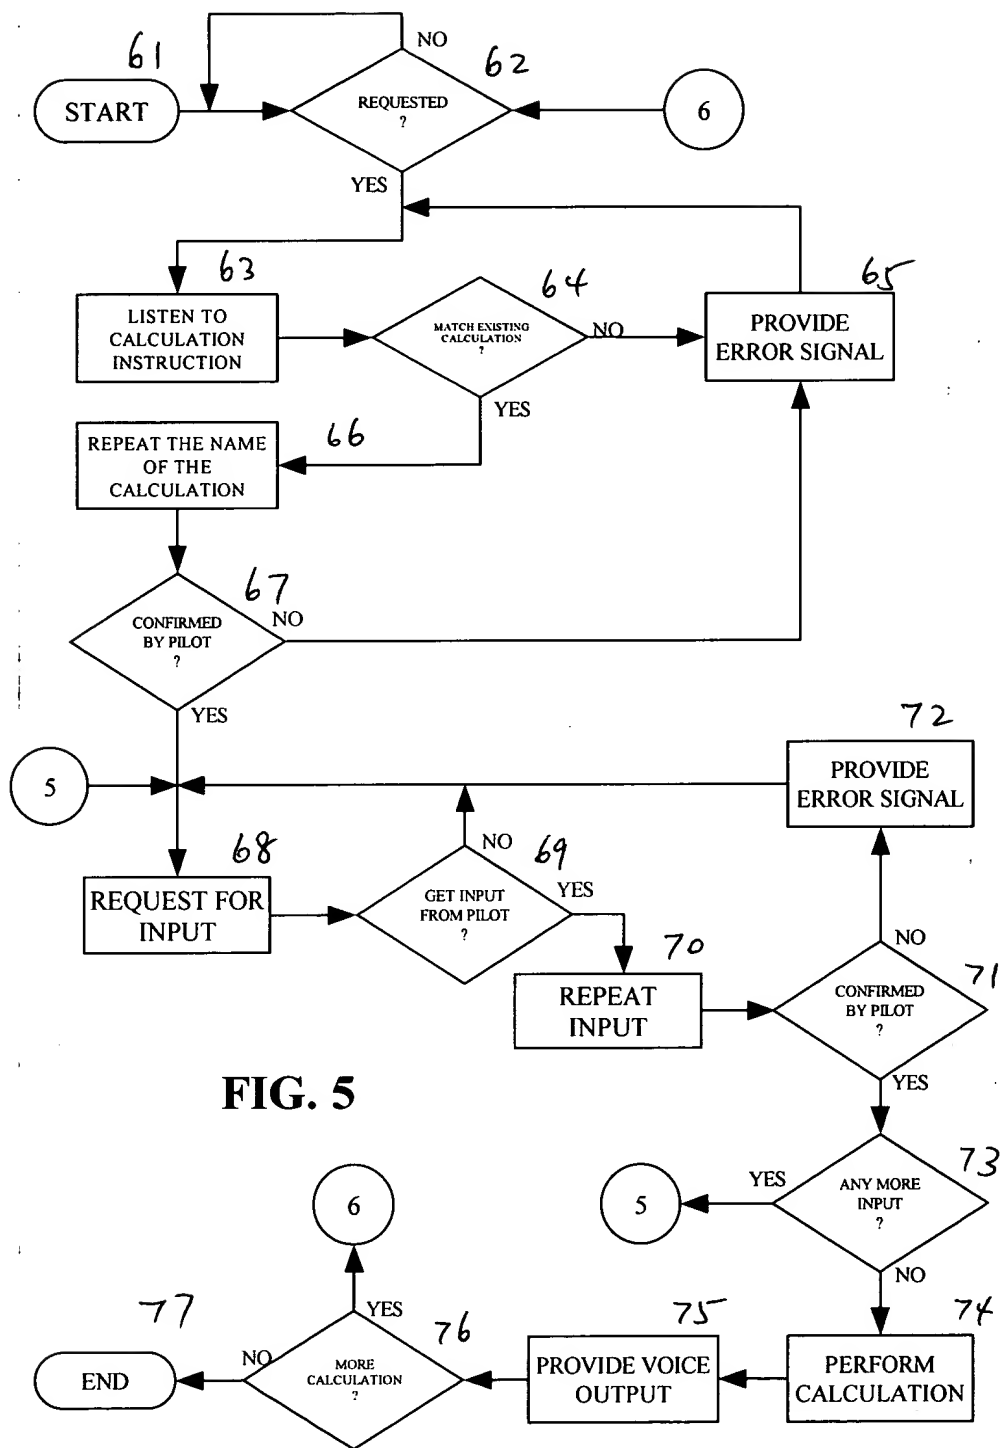 61
NO
62
START
REQUESTED
?
6
YES
63
64
65
LISTEN TO
CALCULATION
INSTRUCTION
MATCH EXISTING
CALCULATION
?
NO
PROVIDE
ERROR SIGNAL
YES
66
REPEAT THE NAME
OF THE
CALCULATION
67
NO
CONFIRMED
BY PILOT
?
YES
72
5
PROVIDE
ERROR SIGNAL
68
NO
69
YES
REQUEST FOR
INPUT
GET INPUT
FROM PILOT
?
70
NO
71
REPEAT
INPUT
CONFIRMED
BY PILOT
?
YES
FIG. 5
73
YES
ANY MORE
INPUT
?
6
5
NO
77
YES
76
75
74
NO
END
MORE
CALCULATION
?
PROVIDE VOICE
OUTPUT
PERFORM
CALCULATION